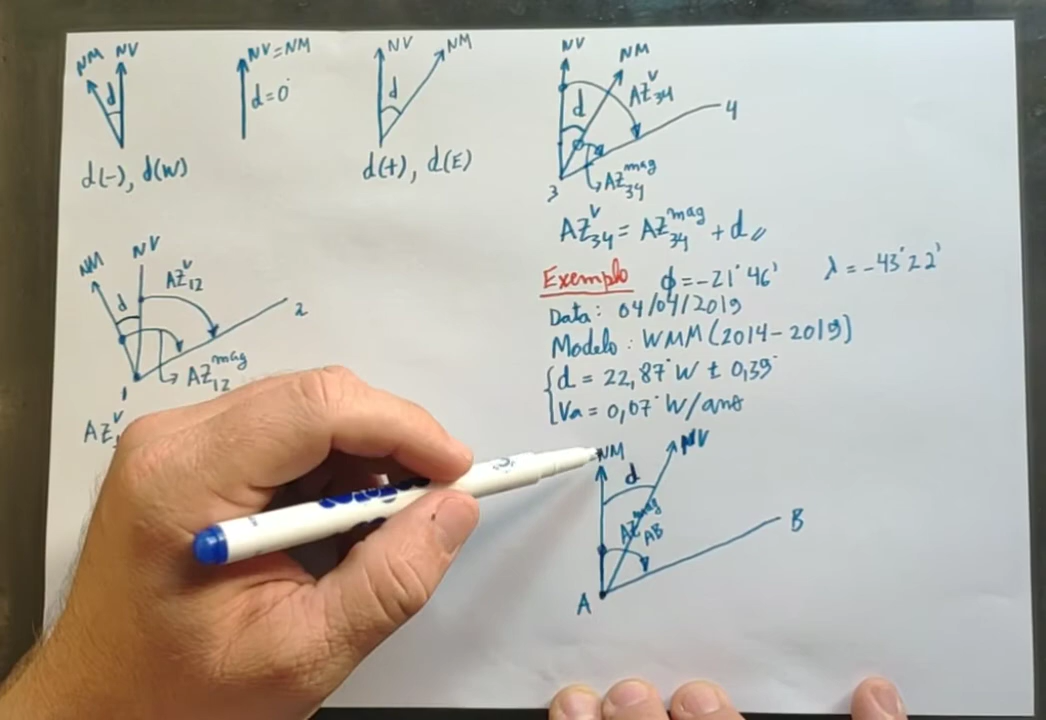 NM NV
d
d(-), d(W)
NV=NM
d=0°
NV NM
d
d(+), d(E)
NV NM
d
AZ^V_34
4
AZ^mag_34
3
AZ^V_34 = AZ^mag_34 + d
NM NV
d
AZ^V_12
2
AZ^mag_12
1
AZ^V
Exemplo ϕ=-21°46' λ=-43°22'
Data: 04/04/2019
Modelo: WMM (2014-2019)
d = 22,87° W ± 0,39°
Va = 0,07° W/ano
NM NV
d
AZ^mag_AB
B
A